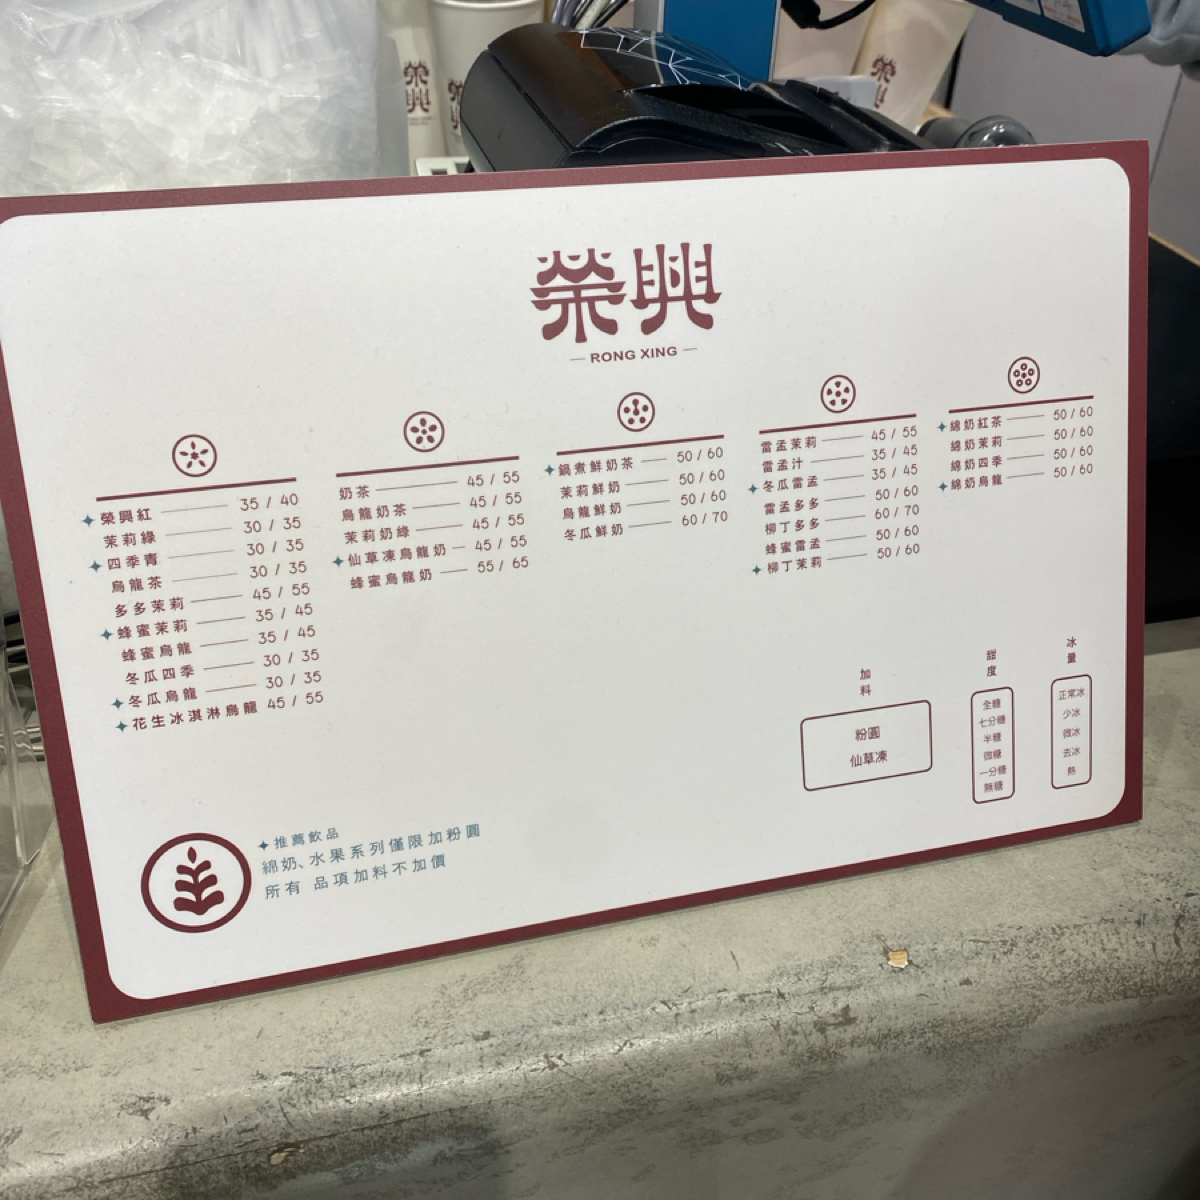 榮興
RONG XING
榮興紅 35 / 40
茉莉綠 30 / 35
四季青 30 / 35
烏龍茶 30 / 35
多多茉莉 45 / 55
蜂蜜茉莉 35 / 45
蜂蜜烏龍 35 / 45
冬瓜四季 30 / 35
冬瓜烏龍 30 / 35
花生冰淇淋烏龍 45 / 55
奶茶 45 / 55
烏龍奶茶 45 / 55
茉莉奶綠 45 / 55
仙草凍烏龍奶 45 / 55
蜂蜜烏龍奶 55 / 65
鍋煮鮮奶茶 50 / 60
茉莉鮮奶 50 / 60
烏龍鮮奶 50 / 60
冬瓜鮮奶 60 / 70
雷孟茉莉 45 / 55
雷孟汁 35 / 45
冬瓜雷孟 35 / 45
雷孟多多 50 / 60
柳丁多多 60 / 70
蜂蜜雷孟 50 / 60
柳丁茉莉 50 / 60
綿奶紅茶 50 / 60
綿奶茉莉 50 / 60
綿奶四季 50 / 60
綿奶烏龍 50 / 60
加料
粉圓
仙草凍
甜度
全糖
七分糖
半糖
微糖
一分糖
無糖
冰量
正常冰
少冰
微冰
去冰
熱
推薦飲品
綿奶、水果系列僅限加粉圓
所有 品項加料不加價
榮興